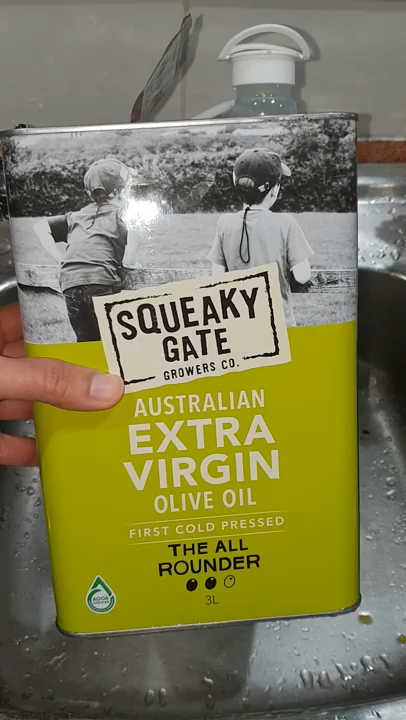 SQUEAKY
GATE
GROWERS CO.
AUSTRALIAN
EXTRA
VIRGIN
OLIVE OIL
FIRST COLD PRESSED
THE ALL
ROUNDER
3L